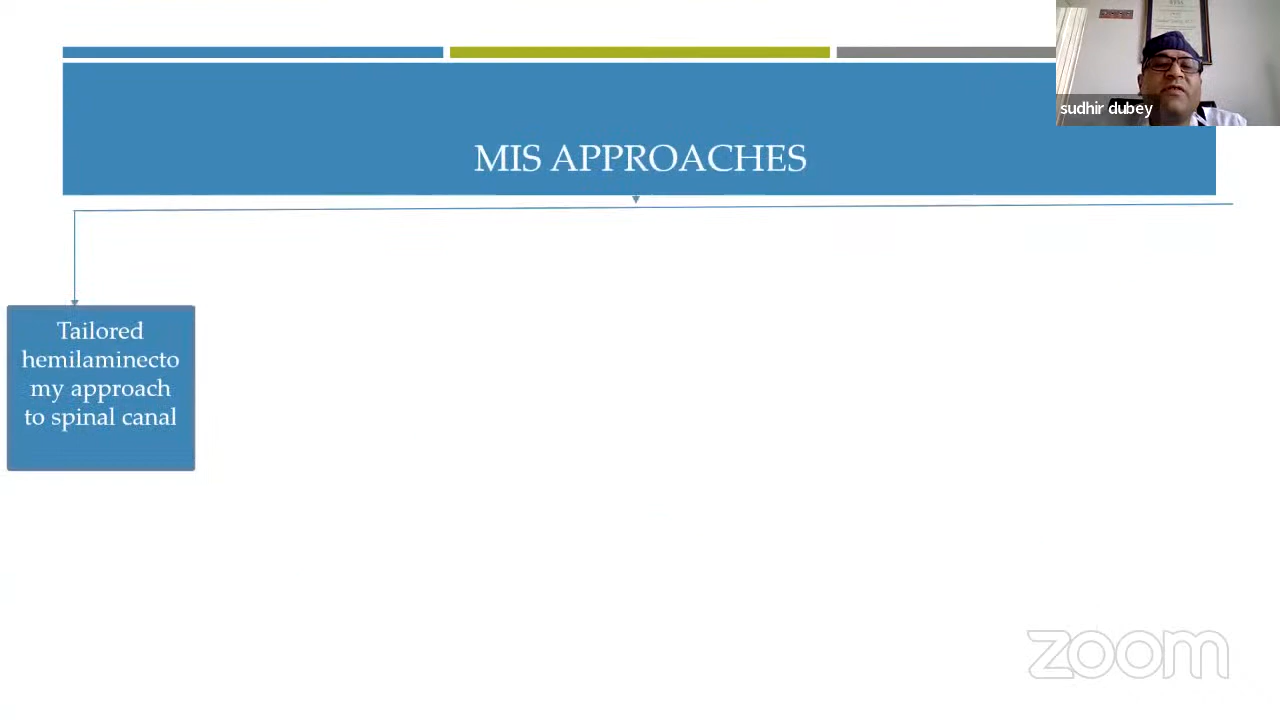 sudhir dubey
MIS APPROACHES
Tailored
hemilaminecto
my approach
to spinal canal
zoom